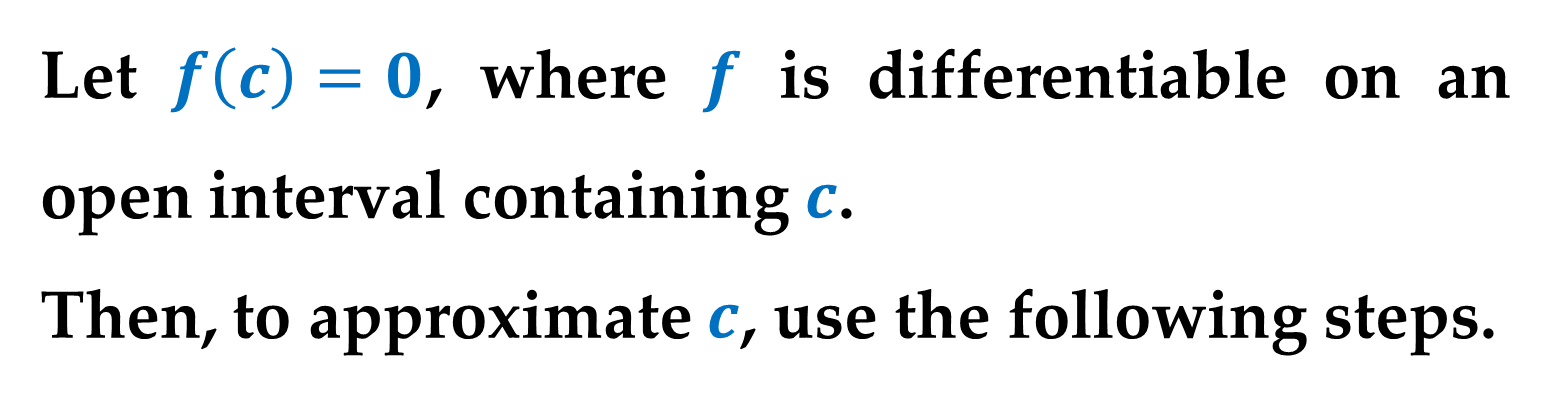 Let f(c) = 0, where f is differentiable on an
open interval containing c.
Then, to approximate c, use the following steps.